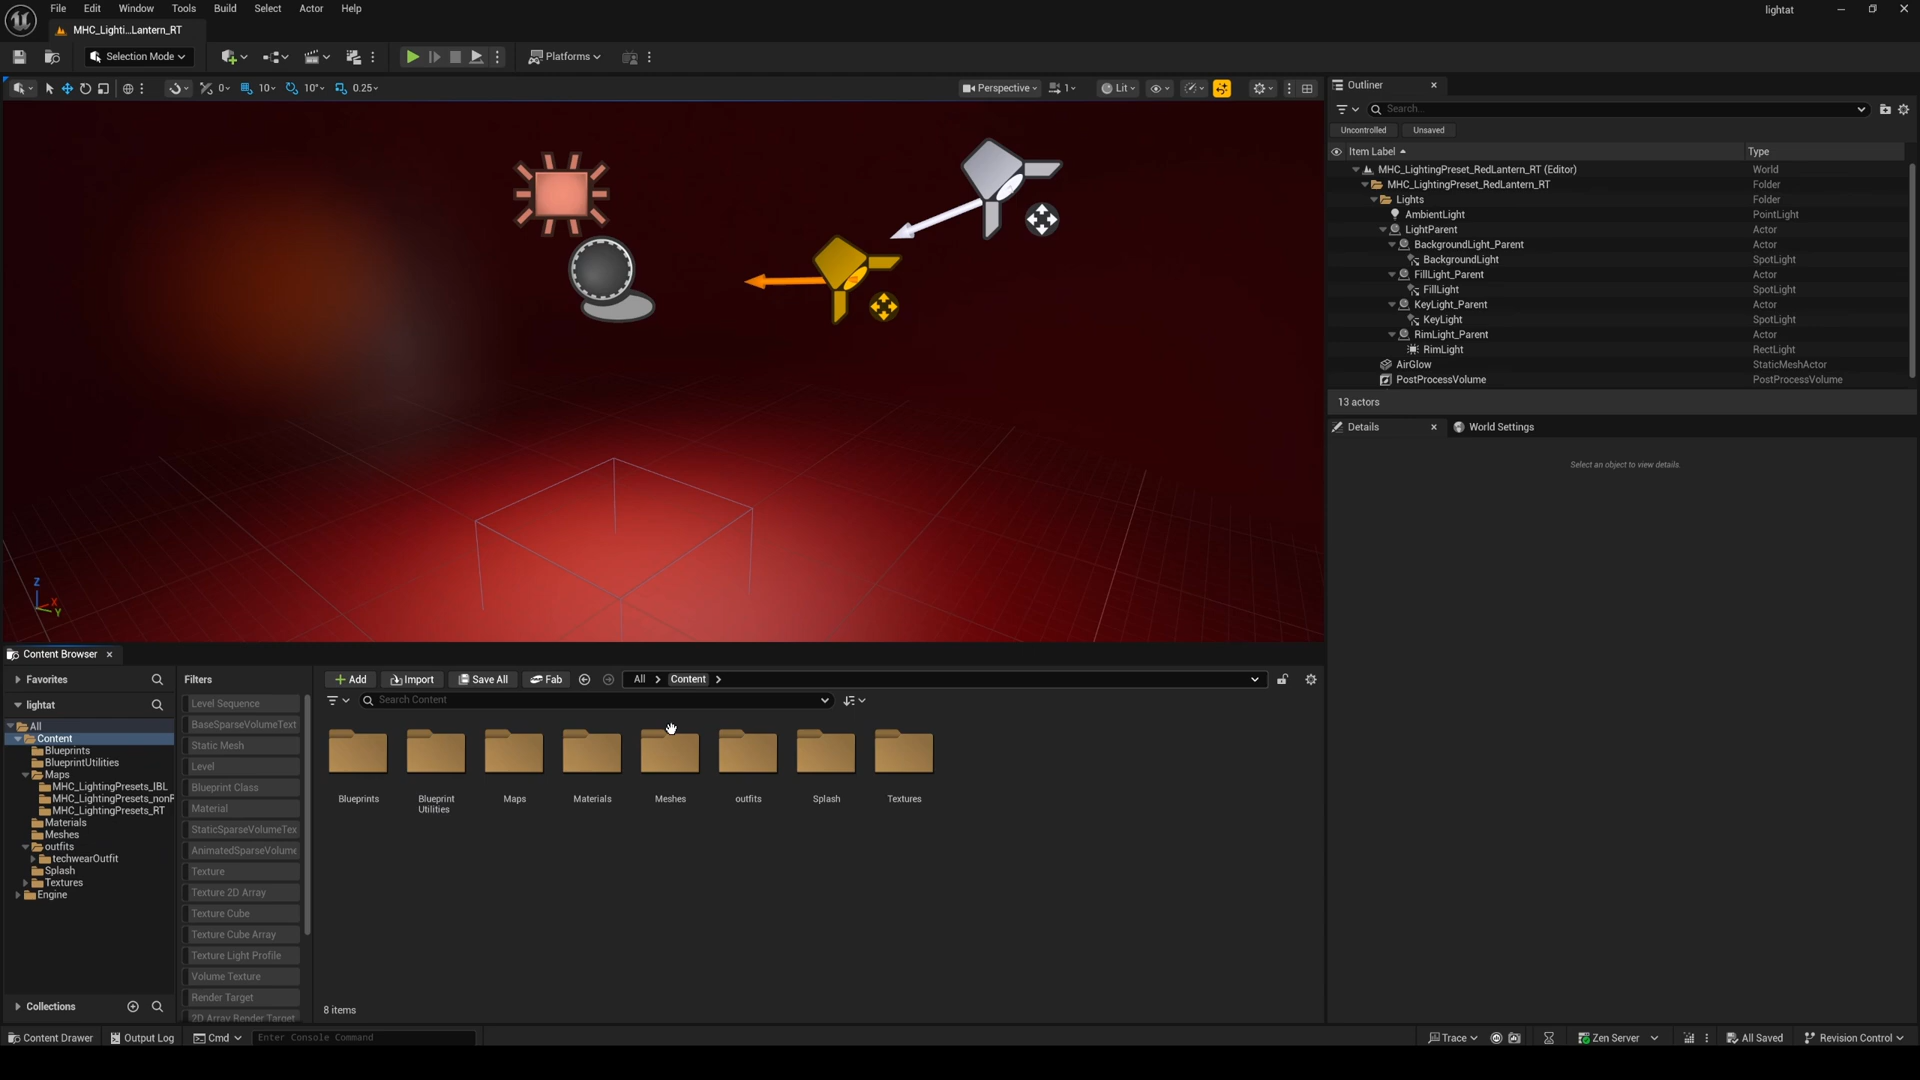 File Edit Window Tools Build Select Actor Help
lightat
MHC_Lighti...Lantern_RT
Selection Mode
Platforms
0 10 10° 0.25
Perspective 1 Lit
Outliner
Search...
Uncontrolled Unsaved
Item Label Type
MHC_LightingPreset_RedLantern_RT (Editor) World
MHC_LightingPreset_RedLantern_RT Folder
Lights Folder
AmbientLight PointLight
LightParent Actor
BackgroundLight_Parent Actor
BackgroundLight SpotLight
FillLight_Parent Actor
FillLight SpotLight
KeyLight_Parent Actor
KeyLight SpotLight
RimLight_Parent Actor
RimLight RectLight
AirGlow StaticMeshActor
PostProcessVolume PostProcessVolume
13 actors
Details World Settings
Select an object to view details.
Z
X
Y
Content Browser
Favorites
lightat
All
Content
Blueprints
BlueprintUtilities
Maps
MHC_LightingPresets_IBL
MHC_LightingPresets_nonF
MHC_LightingPresets_RT
Materials
Meshes
outfits
techwearOutfit
Splash
Textures
Engine
Collections
Filters
Level Sequence
BaseSparseVolumeText
Static Mesh
Level
Blueprint Class
Material
StaticSparseVolumeTex
AnimatedSparseVolume
Texture
Texture 2D Array
Texture Cube
Texture Cube Array
Texture Light Profile
Volume Texture
Render Target
2D Array Render Target
Add Import Save All Fab All Content
Search Content
Blueprints
Blueprint
Utilities
Maps
Materials
Meshes
outfits
Splash
Textures
8 items
Content Drawer Output Log Cmd Enter Console Command
Trace Zen Server All Saved Revision Control